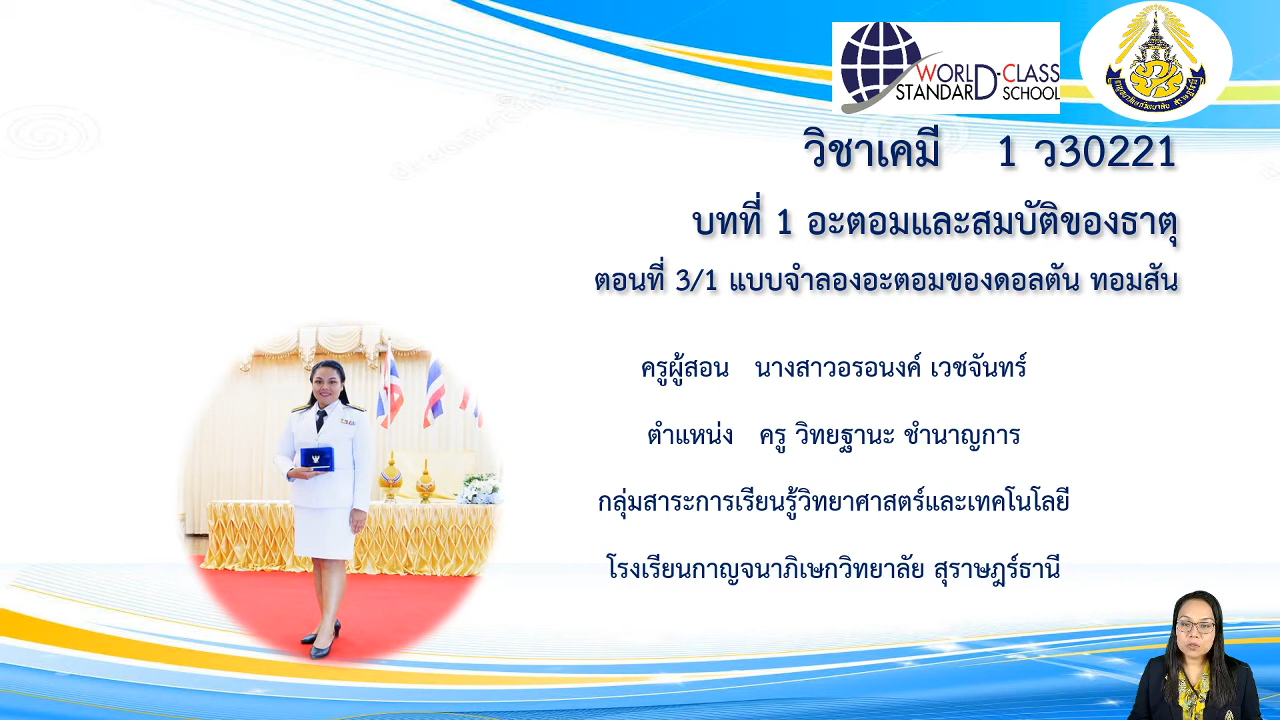 WORLD-CLASS
STANDARD SCHOOL
วิชาเคมี 1 ว30221
บทที่ 1 อะตอมและสมบัติของธาตุ
ตอนที่ 3/1 แบบจำลองอะตอมของดอลตัน ทอมสัน
ครูผู้สอน นางสาวอรอนงค์ เวชจันทร์
ตำแหน่ง ครู วิทยฐานะ ชำนาญการ
กลุ่มสาระการเรียนรู้วิทยาศาสตร์และเทคโนโลยี
โรงเรียนกาญจนาภิเษกวิทยาลัย สุราษฎร์ธานี